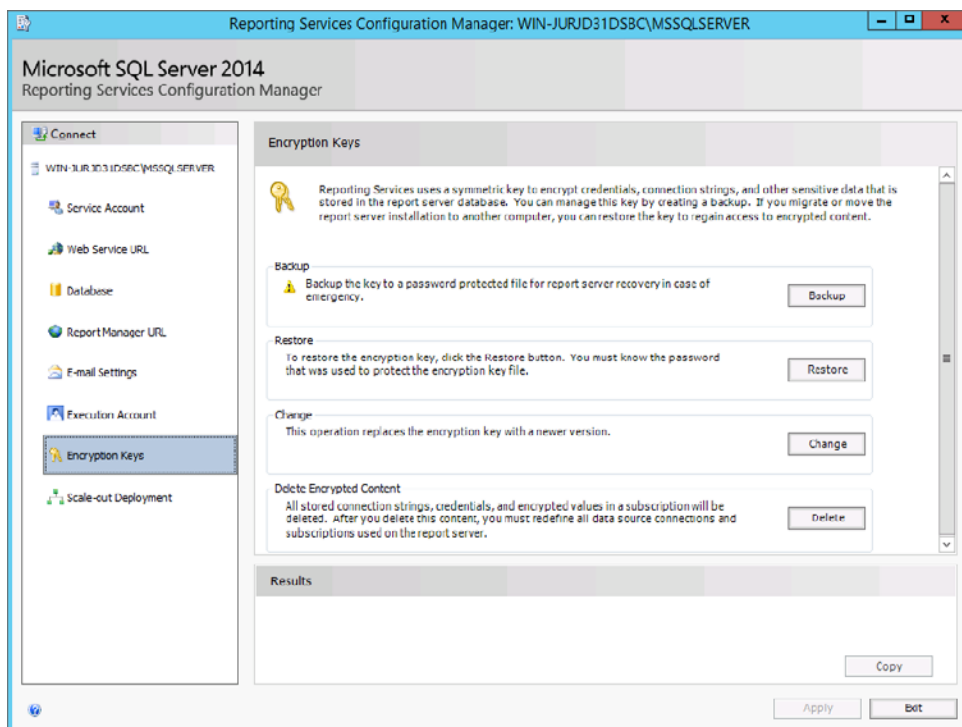 Reporting Services Configuration Manager: WIN-JURJD31DSBC\MSSQLSERVER
Microsoft SQL Server 2014
Reporting Services Configuration Manager
Connect
WIN-JURJD31DSBC\MSSQLSERVER
Service Account
Web Service URL
Database
Report Manager URL
E-mail Settings
Execution Account
Encryption Keys
Scale-out Deployment
Encryption Keys
Reporting Services uses a symmetric key to encrypt credentials, connection strings, and other sensitive data that is
stored in the report server database. You can manage this key by creating a backup. If you migrate or move the
report server installation to another computer, you can restore the key to regain access to encrypted content.
Backup
Backup the key to a password protected file for report server recovery in case of
emergency.
Backup
Restore
To restore the encryption key, click the Restore button. You must know the password
that was used to protect the encryption key file.
Restore
Change
This operation replaces the encryption key with a newer version.
Change
Delete Encrypted Content
All stored connection strings, credentials, and encrypted values in a subscription will be
deleted. After you delete this content, you must redefine all data source connections and
subscriptions used on the report server.
Delete
Results
Copy
Apply
Exit